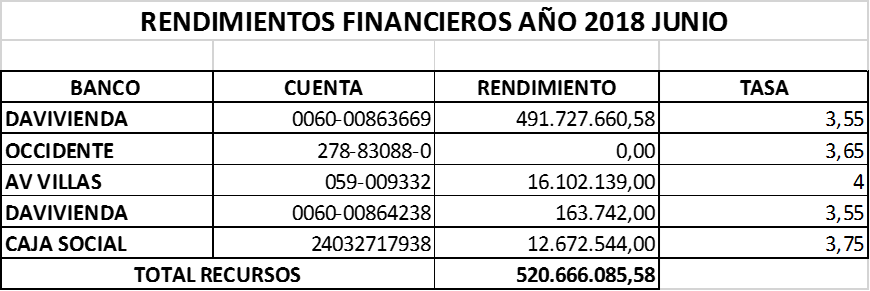 RENDIMIENTOS FINANCIEROS AÑO 2018 JUNIO
BANCO CUENTA RENDIMIENTO TASA
DAVIVIENDA 0060-00863669 491.727.660,58 3,55
OCCIDENTE 278-83088-0 0,00 3,65
AV VILLAS 059-009332 16.102.139,00 4
DAVIVIENDA 0060-00864238 163.742,00 3,55
CAJA SOCIAL 24032717938 12.672.544,00 3,75
TOTAL RECURSOS 520.666.085,58